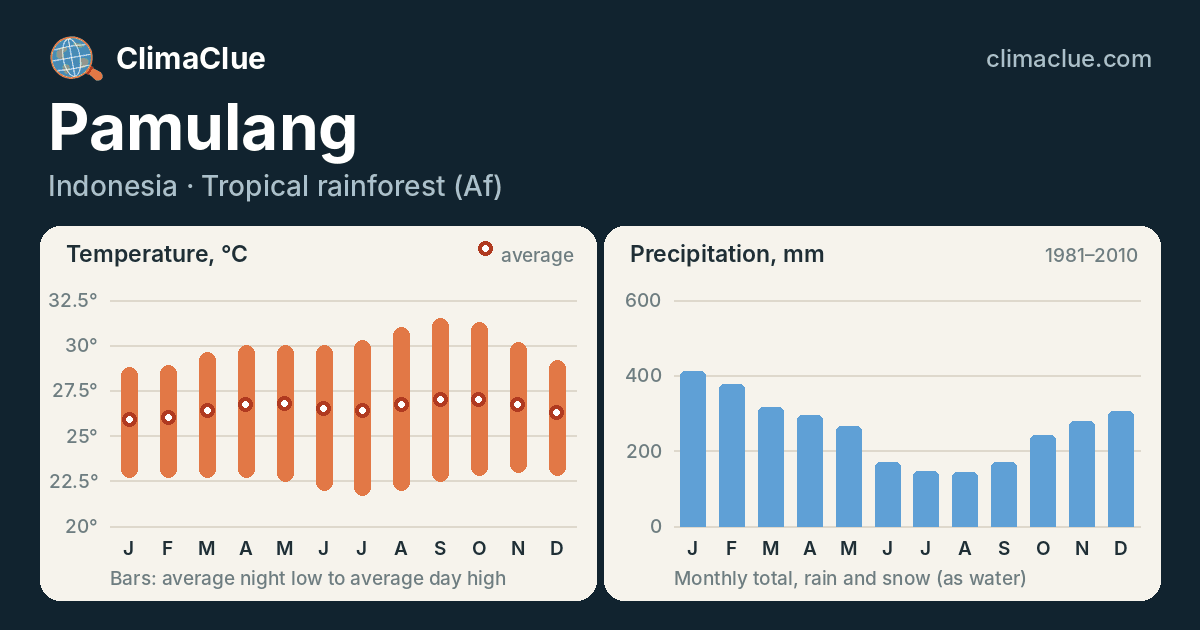 ClimaClue
climaclue.com
Pamulang
Indonesia · Tropical rainforest (Af)
Temperature, °C
average
32.5°
30°
27.5°
25°
22.5°
20°
J F M A M J J A S O N D
Bars: average night low to average day high
Precipitation, mm
1981–2010
600
400
200
0
J F M A M J J A S O N D
Monthly total, rain and snow (as water)